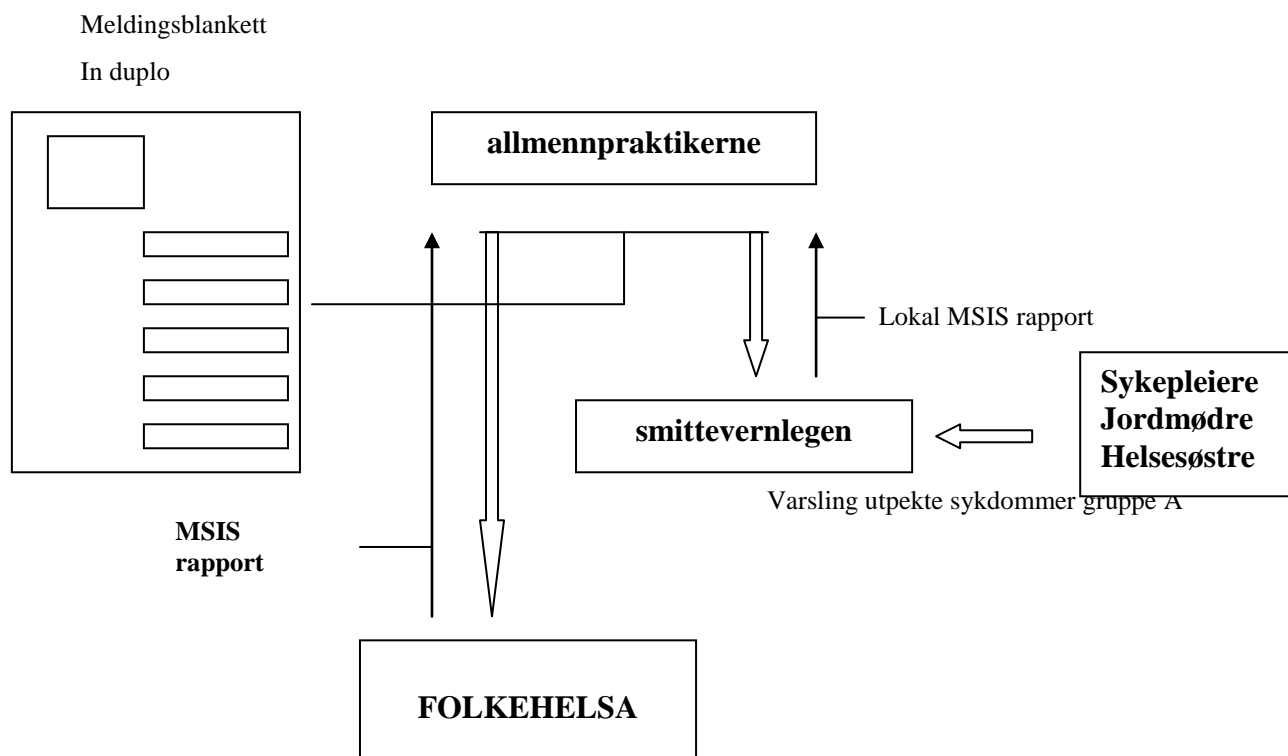 Meldingsblankett
In duplo
allmennpraktikerne
Lokal MSIS rapport
Sykepleiere
Jordmødre
Helsesøstre
smittevernlegen
Varsling utpekte sykdommer gruppe A
MSIS
rapport
FOLKEHELSA